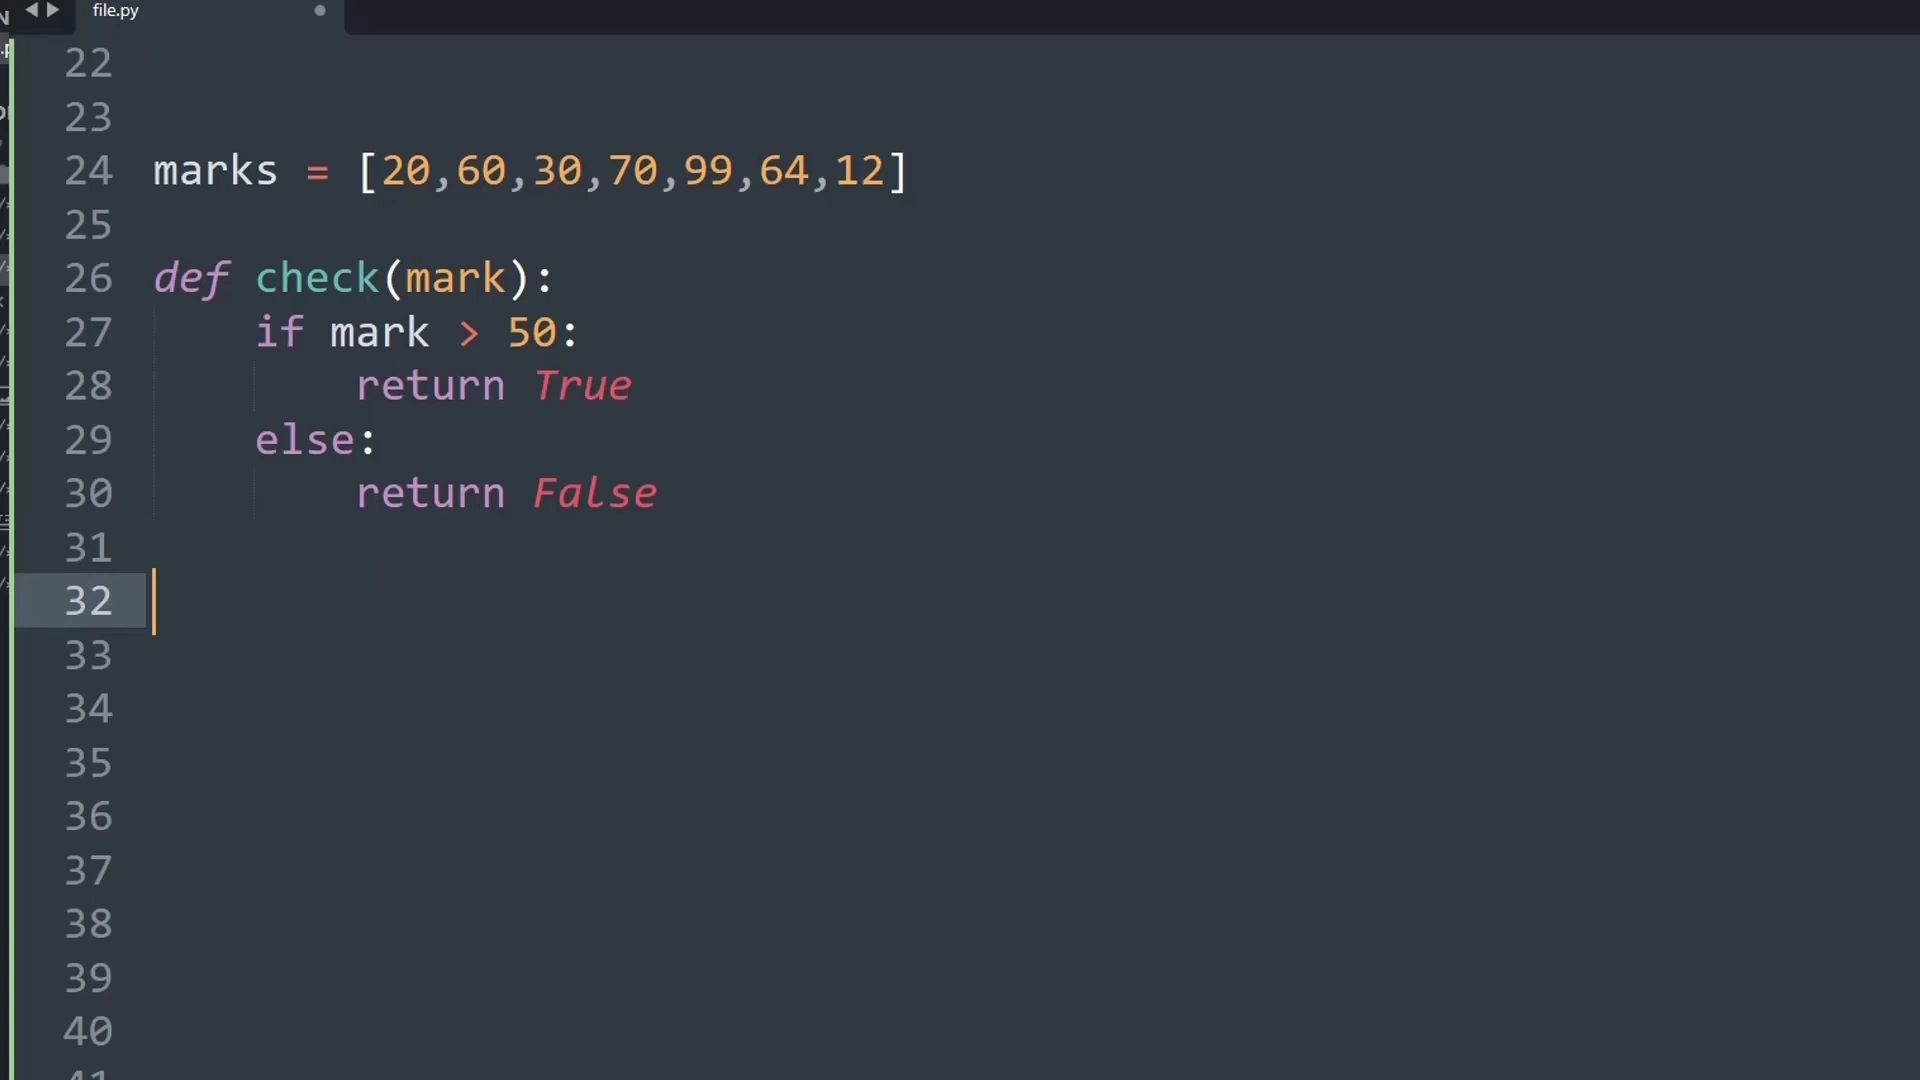 file.py
22
23
24 marks = [20,60,30,70,99,64,12]
25
26 def check(mark):
27 if mark > 50:
28 return True
29 else:
30 return False
31
32
33
34
35
36
37
38
39
40